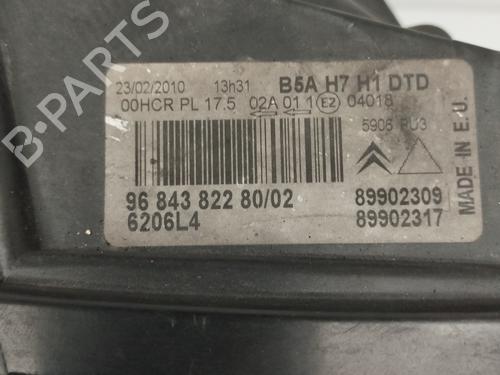 23/02/2010 13h31 B5A H7 H1 DTD
00HCR PL 17.5 02A 01 1 E2 04018
5906 RU3
96 843 822 80/02 89902309
6206L4 89902317
MADE IN E.U.
B-PARTS